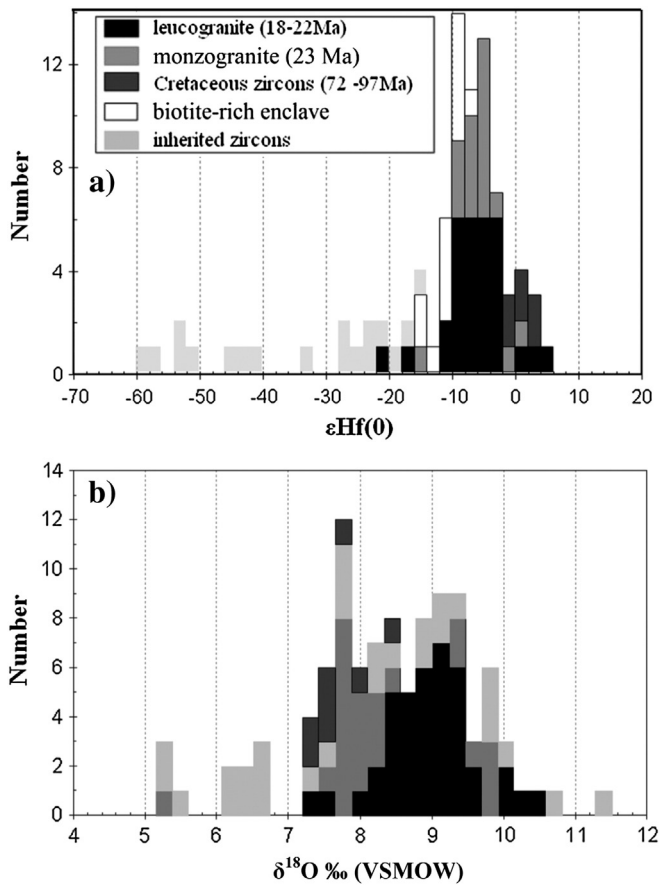 leucogranite (18-22Ma)
monzogranite (23 Ma)
Cretaceous zircons (72 -97Ma)
biotite-rich enclave
inherited zircons
a)
Number
12
8
4
0
-70 -60 -50 -40 -30 -20 -10 0 10 20
εHf(0)
b)
Number
14
12
10
8
6
4
2
0
4 5 6 7 8 9 10 11 12
δ¹⁸O ‰ (VSMOW)